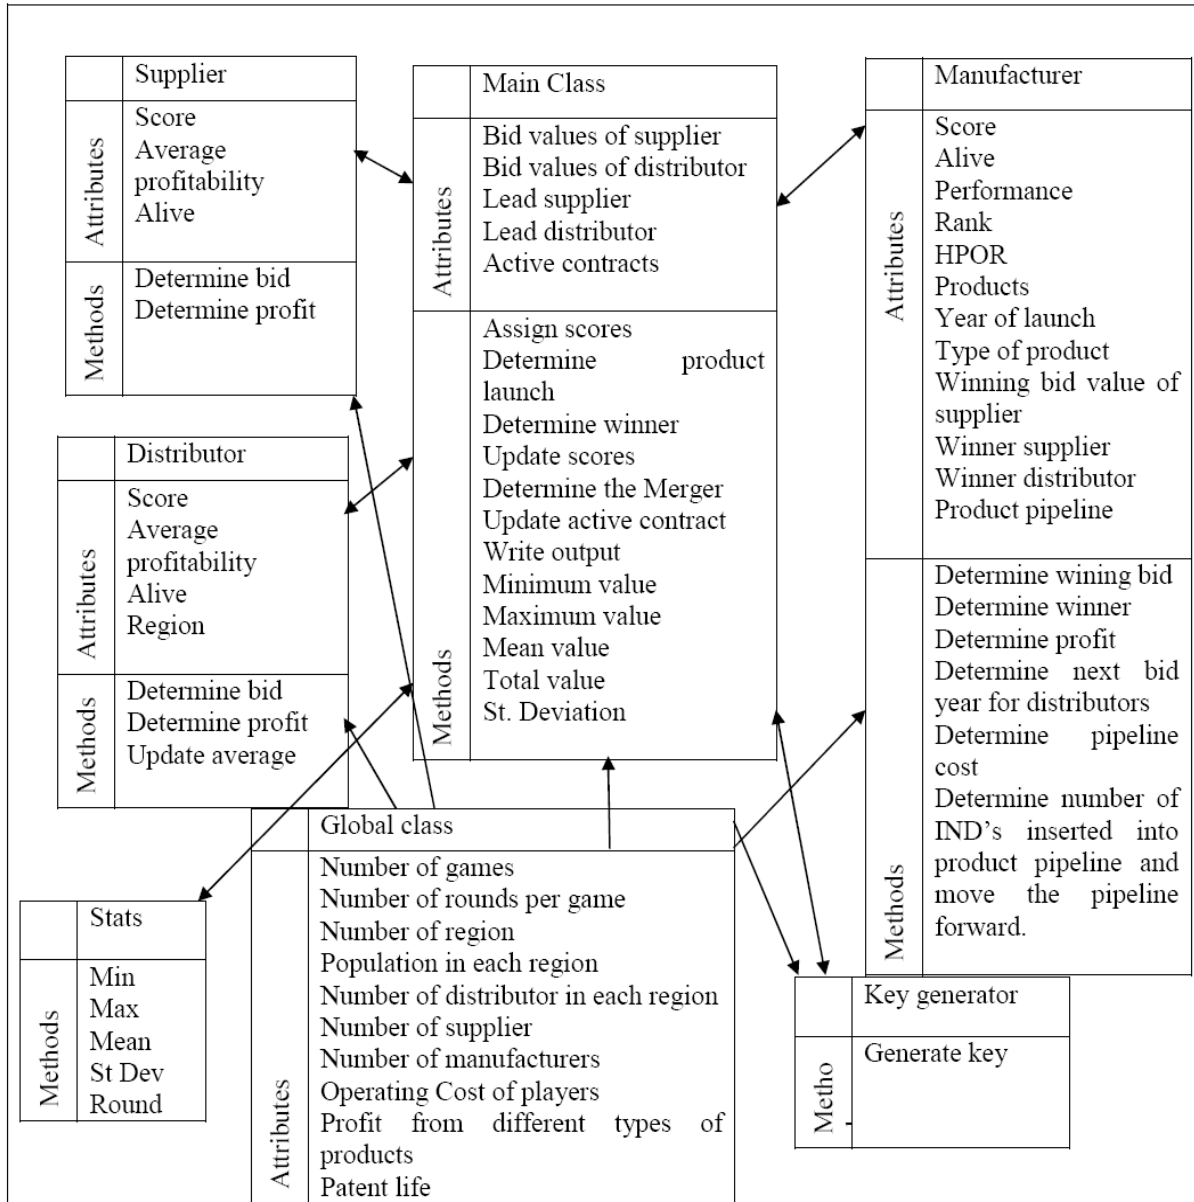 Supplier
Attributes
Score
Average
profitability
Alive
Methods
Determine bid
Determine profit
Main Class
Attributes
Bid values of supplier
Bid values of distributor
Lead supplier
Lead distributor
Active contracts
Methods
Assign scores
Determine product
launch
Determine winner
Update scores
Determine the Merger
Update active contract
Write output
Minimum value
Maximum value
Mean value
Total value
St. Deviation
Manufacturer
Attributes
Score
Alive
Performance
Rank
HPOR
Products
Year of launch
Type of product
Winning bid value of
supplier
Winner supplier
Winner distributor
Product pipeline
Methods
Determine wining bid
Determine winner
Determine profit
Determine next bid
year for distributors
Determine pipeline
cost
Determine number of
IND's inserted into
product pipeline and
move the pipeline
forward.
Distributor
Attributes
Score
Average
profitability
Alive
Region
Methods
Determine bid
Determine profit
Update average
Global class
Attributes
Number of games
Number of rounds per game
Number of region
Population in each region
Number of distributor in each region
Number of supplier
Number of manufacturers
Operating Cost of players
Profit from different types of
products
Patent life
Stats
Methods
Min
Max
Mean
St Dev
Round
Key generator
Metho
Generate key